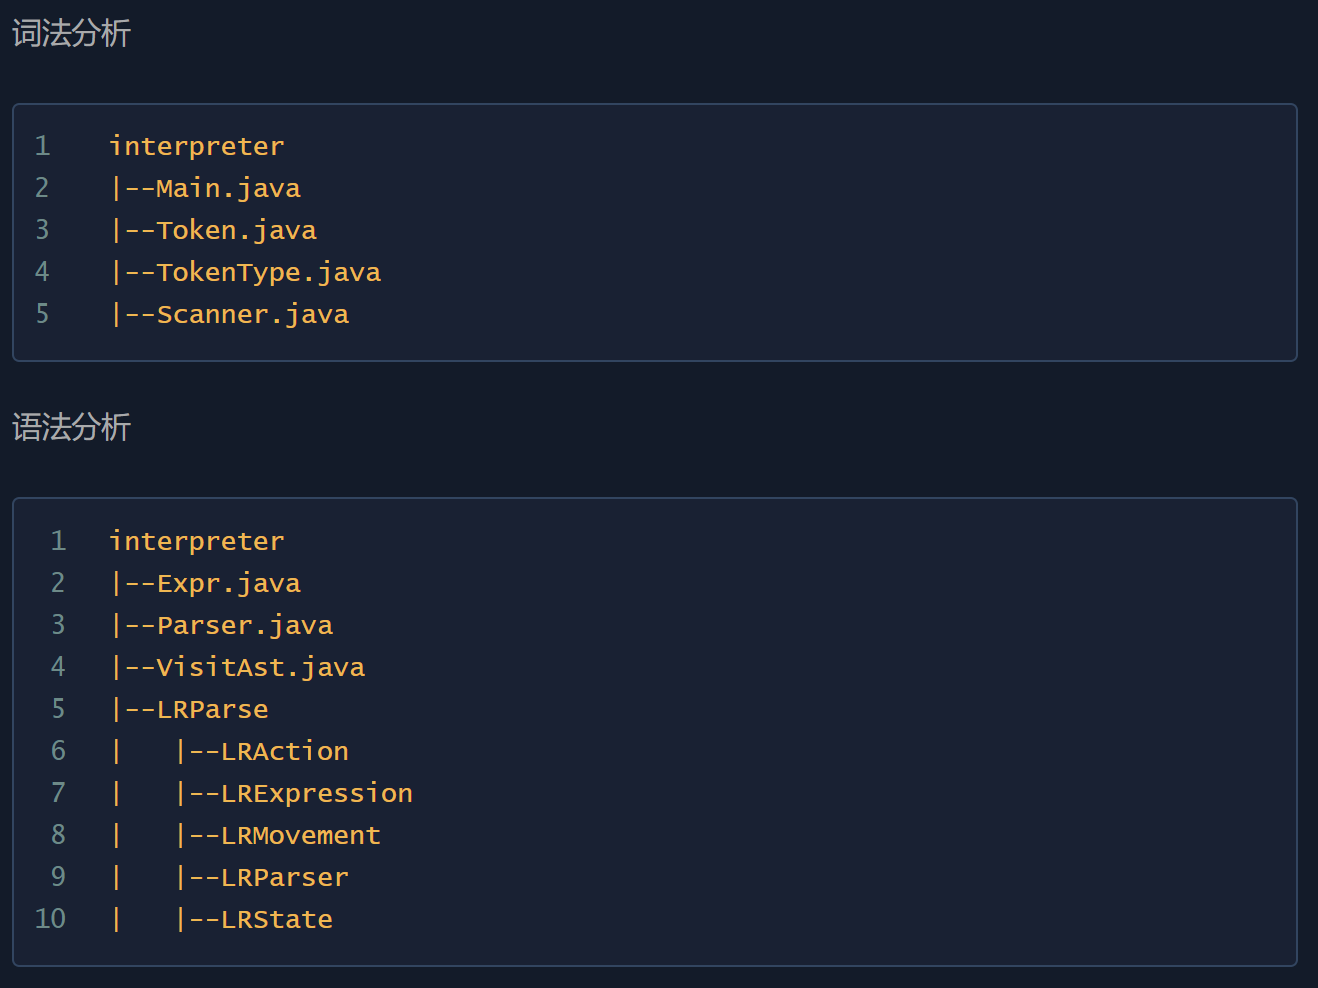 词法分析
1 interpreter
2 |--Main.java
3 |--Token.java
4 |--TokenType.java
5 |--Scanner.java
语法分析
1 interpreter
2 |--Expr.java
3 |--Parser.java
4 |--VisitAst.java
5 |--LRParse
6 |   |--LRAction
7 |   |--LRExpression
8 |   |--LRMovement
9 |   |--LRParser
10 |   |--LRState